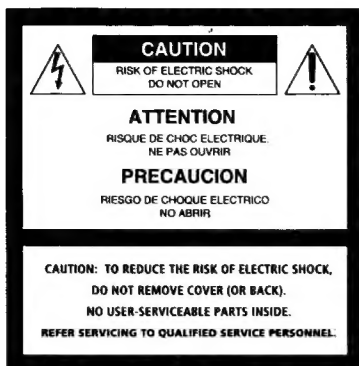 CAUTION
RISK OF ELECTRIC SHOCK
DO NOT OPEN
ATTENTION
RISQUE DE CHOC ELECTRIQUE.
NE PAS OUVRIR
PRECAUCION
RIESGO DE CHOQUE ELECTRICO
NO ABRIR
CAUTION: TO REDUCE THE RISK OF ELECTRIC SHOCK,
DO NOT REMOVE COVER (OR BACK).
NO USER-SERVICEABLE PARTS INSIDE.
REFER SERVICING TO QUALIFIED SERVICE PERSONNEL.